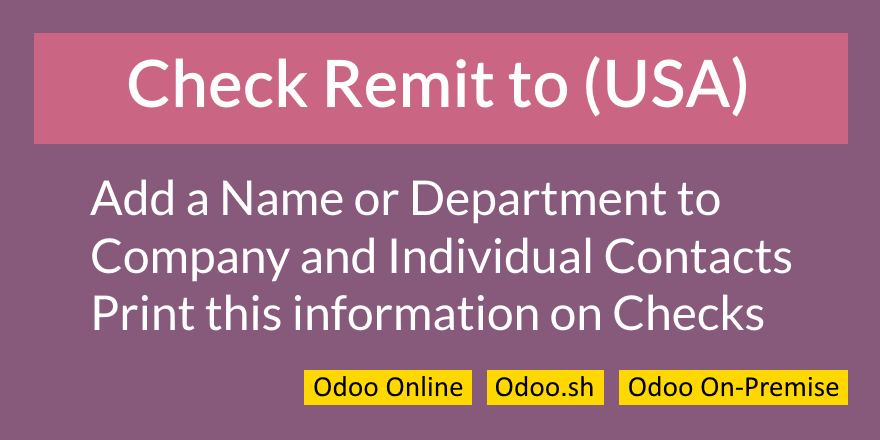 Check Remit to (USA)
Add a Name or Department to
Company and Individual Contacts
Print this information on Checks
Odoo Online Odoo.sh Odoo On-Premise